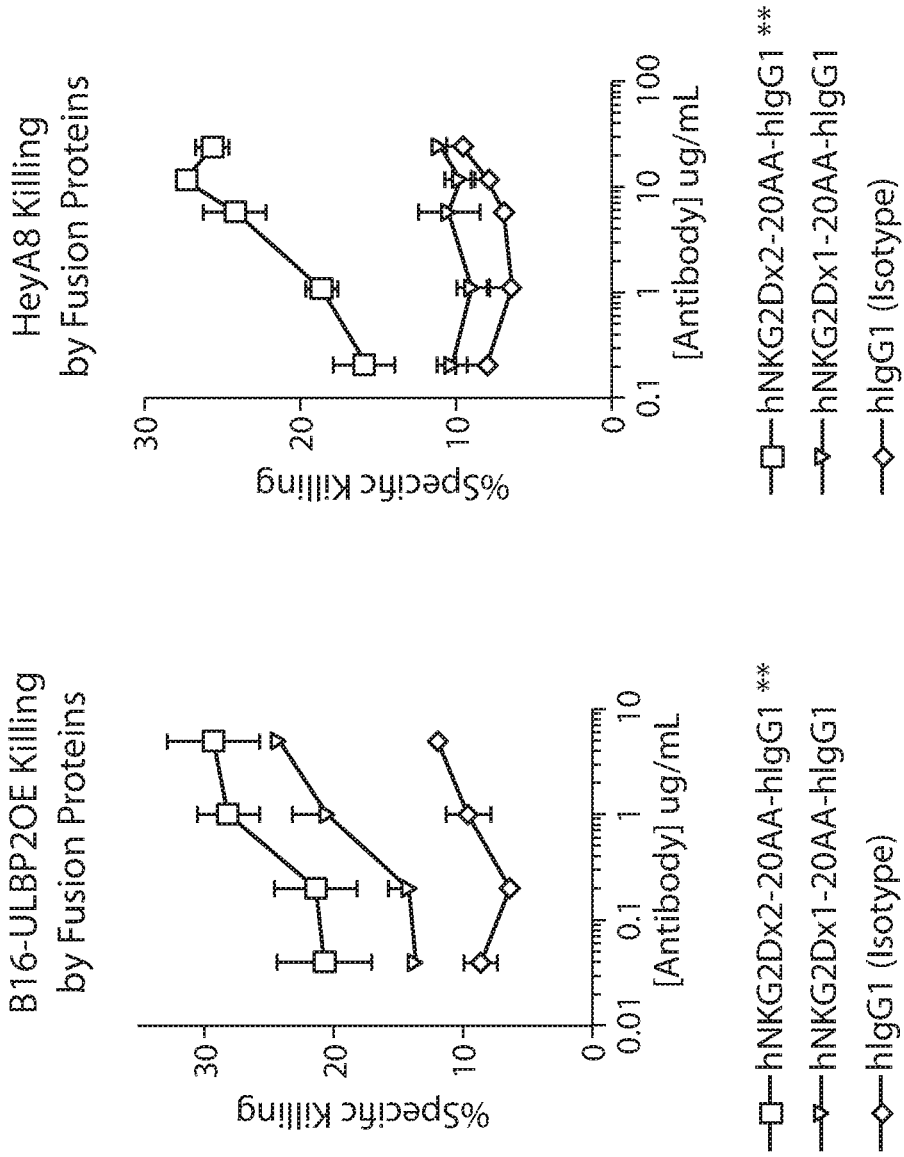 B16-ULBP2OE Killing
by Fusion Proteins
%Specific Killing
30
20
10
0
0.01
0.1
1
10
[Antibody] ug/mL
hNKG2Dx2-20AA-hIgG1 **
hNKG2Dx1-20AA-hIgG1
hIgG1 (Isotype)
HeyA8 Killing
by Fusion Proteins
%Specific Killing
30
20
10
0
0.1
1
10
100
[Antibody] ug/mL
hNKG2Dx2-20AA-hIgG1 **
hNKG2Dx1-20AA-hIgG1
hIgG1 (Isotype)